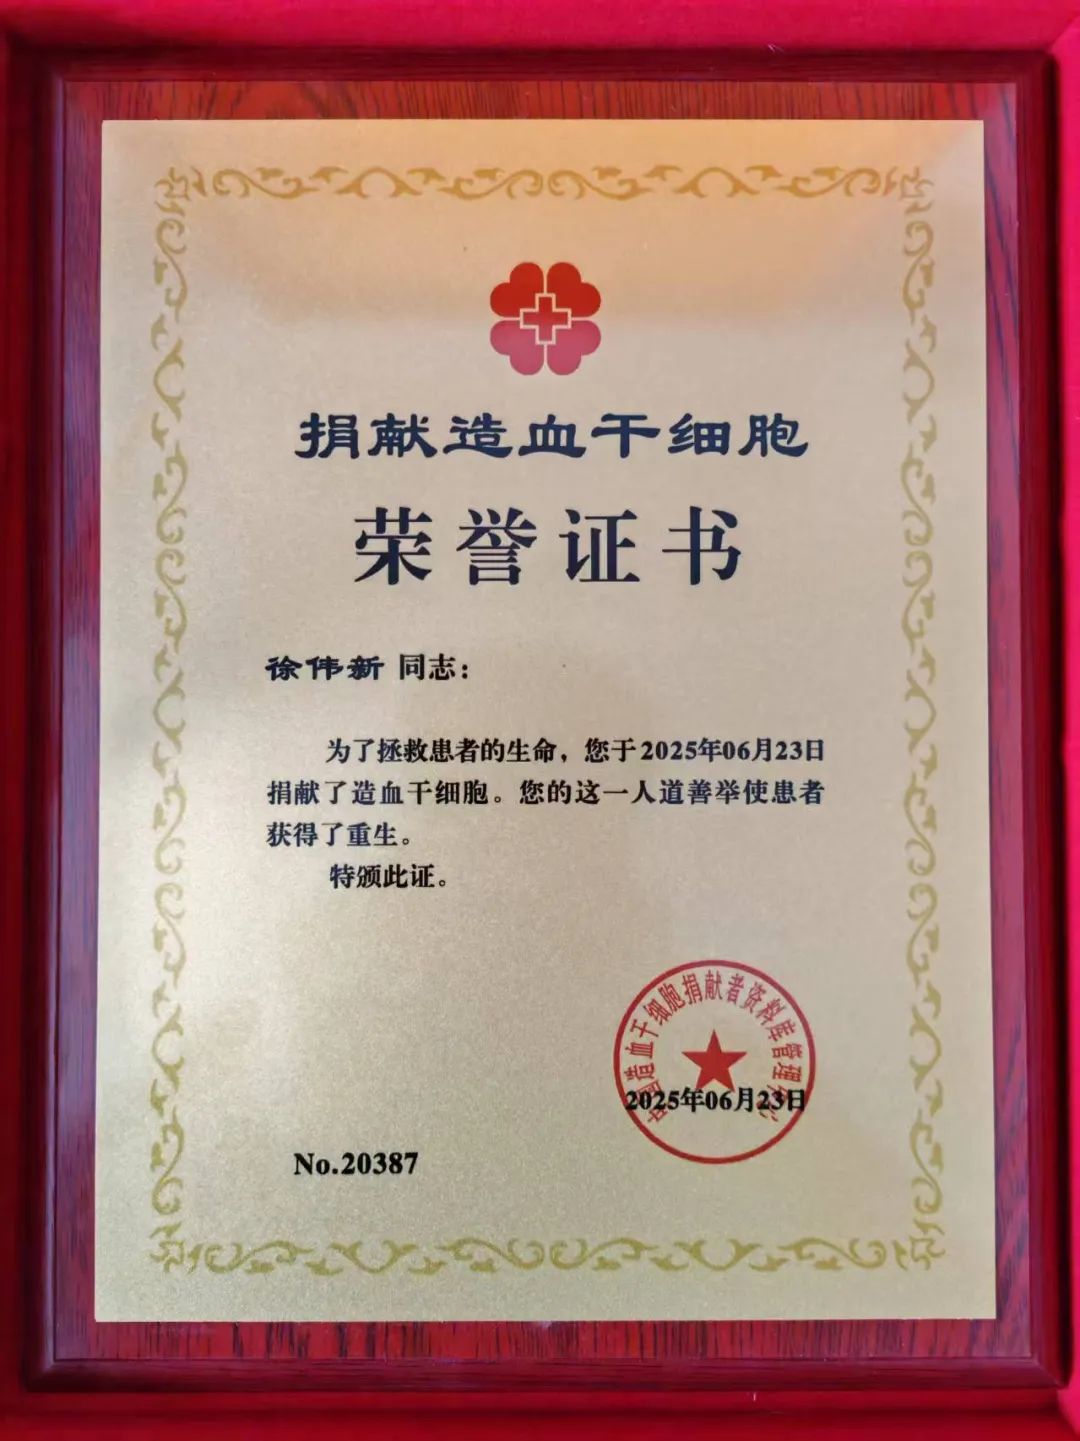 捐献造血干细胞
荣誉证书
徐伟新 同志：
为了拯救患者的生命，您于2025年06月23日
捐献了造血干细胞。您的这一人道善举使患者
获得了重生。
特颁此证。
中国造血干细胞捐献者资料库管理中心
2025年06月23日
No.20387